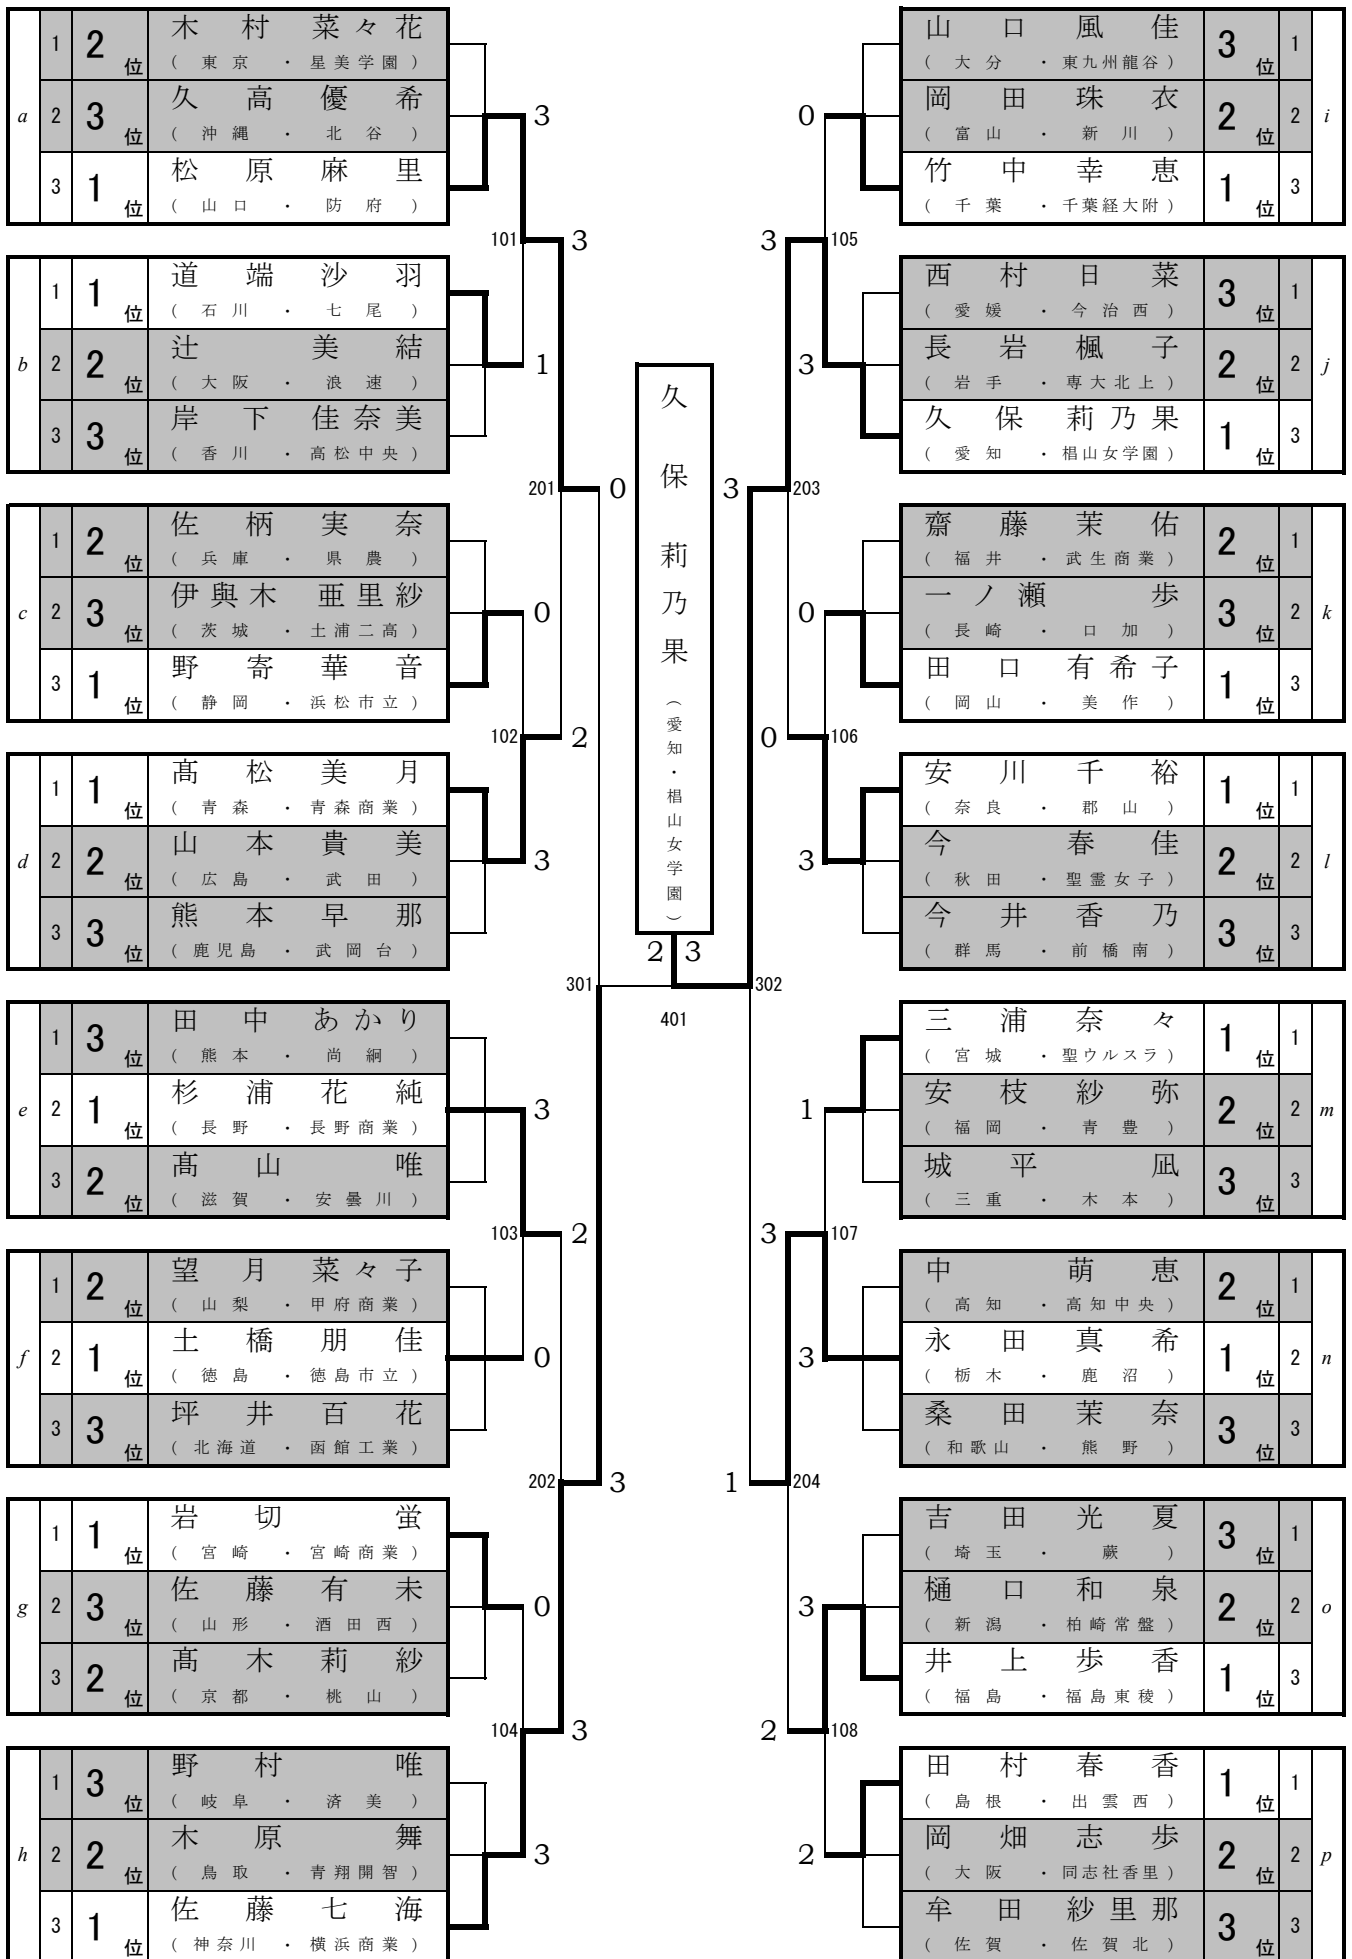 a
1 2位 木村菜々花
(東京・星美学園)
2 3位 久高優希
(沖縄・北谷)
3 1位 松原麻里
(山口・防府)
3
101 3
b
1 1位 道端沙羽
(石川・七尾)
2 2位 辻美結
(大阪・浪速)
3 3位 岸下佳奈美
(香川・高松中央)
1
201 0
c
1 2位 佐柄実奈
(兵庫・県農)
2 3位 伊與木亜里紗
(茨城・土浦二高)
3 1位 野寄華音
(静岡・浜松市立)
0
102 2
d
1 1位 髙松美月
(青森・青森商業)
2 2位 山本貴美
(広島・武田)
3 3位 熊本早那
(鹿児島・武岡台)
3
301
e
1 3位 田中あかり
(熊本・尚絅)
2 1位 杉浦花純
(長野・長野商業)
3 2位 髙山唯
(滋賀・安曇川)
3
103 2
f
1 2位 望月菜々子
(山梨・甲府商業)
2 1位 土橋朋佳
(徳島・徳島市立)
3 3位 坪井百花
(北海道・函館工業)
0
202 3
g
1 1位 岩切蛍
(宮崎・宮崎商業)
2 3位 佐藤有未
(山形・酒田西)
3 2位 髙木莉紗
(京都・桃山)
0
104 3
h
1 3位 野村唯
(岐阜・済美)
2 2位 木原舞
(鳥取・青翔開智)
3 1位 佐藤七海
(神奈川・横浜商業)
3
久保莉乃果(愛知・椙山女学園)
2 3
401
山口風佳 3位 1
(大分・東九州龍谷)
岡田珠衣 2位 2
(富山・新川)
竹中幸恵 1位 3
(千葉・千葉経大附)
i
0
3 105
西村日菜 3位 1
(愛媛・今治西)
長岩楓子 2位 2
(岩手・専大北上)
久保莉乃果 1位 3
(愛知・椙山女学園)
j
3
3 203
齋藤茉佑 2位 1
(福井・武生商業)
一ノ瀬歩 3位 2
(長崎・口加)
田口有希子 1位 3
(岡山・美作)
k
0
0 106
安川千裕 1位 1
(奈良・郡山)
今春佳 2位 2
(秋田・聖霊女子)
今井香乃 3位 3
(群馬・前橋南)
l
3
302
三浦奈々 1位 1
(宮城・聖ウルスラ)
安枝紗弥 2位 2
(福岡・青豊)
城平凪 3位 3
(三重・木本)
m
1
3 107
中萌恵 2位 1
(高知・高知中央)
永田真希 1位 2
(栃木・鹿沼)
桑田茉奈 3位 3
(和歌山・熊野)
n
3
1 204
吉田光夏 3位 1
(埼玉・蕨)
樋口和泉 2位 2
(新潟・柏崎常盤)
井上歩香 1位 3
(福島・福島東稜)
o
3
2 108
田村春香 1位 1
(島根・出雲西)
岡畑志歩 2位 2
(大阪・同志社香里)
牟田紗里那 3位 3
(佐賀・佐賀北)
p
2